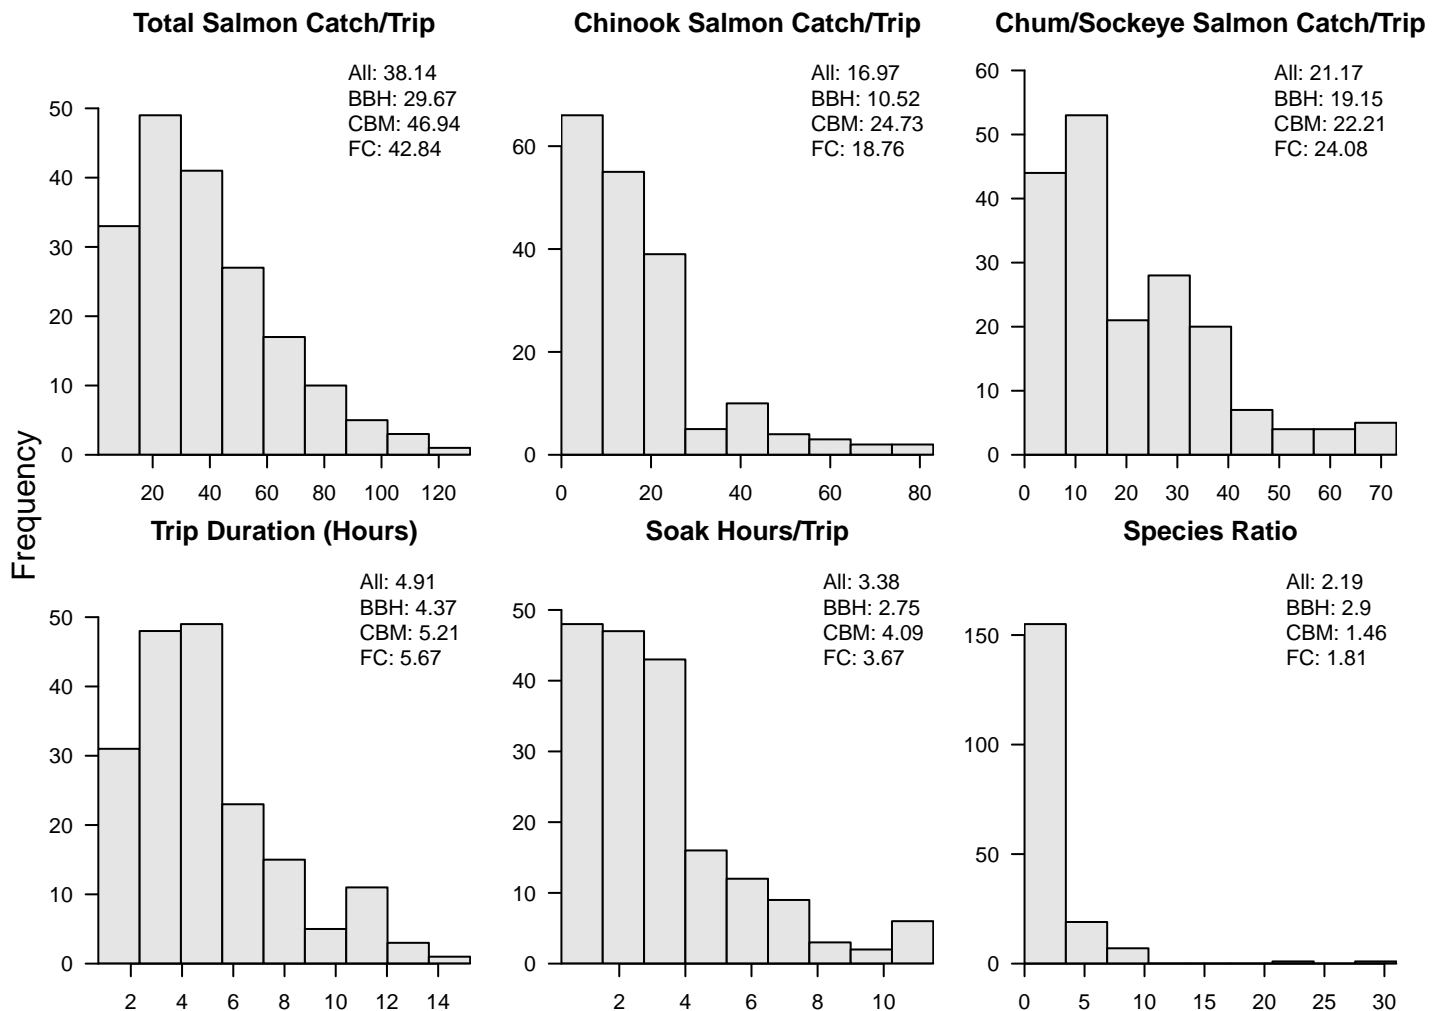 Total Salmon Catch/Trip
All: 38.14
BBH: 29.67
CBM: 46.94
FC: 42.84
50
40
30
20
10
0
20 40 60 80 100 120
Chinook Salmon Catch/Trip
All: 16.97
BBH: 10.52
CBM: 24.73
FC: 18.76
60
40
20
0
0 20 40 60 80
Chum/Sockeye Salmon Catch/Trip
All: 21.17
BBH: 19.15
CBM: 22.21
FC: 24.08
60
50
40
30
20
10
0
0 10 20 30 40 50 60 70
Frequency
Trip Duration (Hours)
All: 4.91
BBH: 4.37
CBM: 5.21
FC: 5.67
50
40
30
20
10
0
2 4 6 8 10 12 14
Soak Hours/Trip
All: 3.38
BBH: 2.75
CBM: 4.09
FC: 3.67
50
40
30
20
10
0
2 4 6 8 10
Species Ratio
All: 2.19
BBH: 2.9
CBM: 1.46
FC: 1.81
150
100
50
0
0 5 10 15 20 25 30